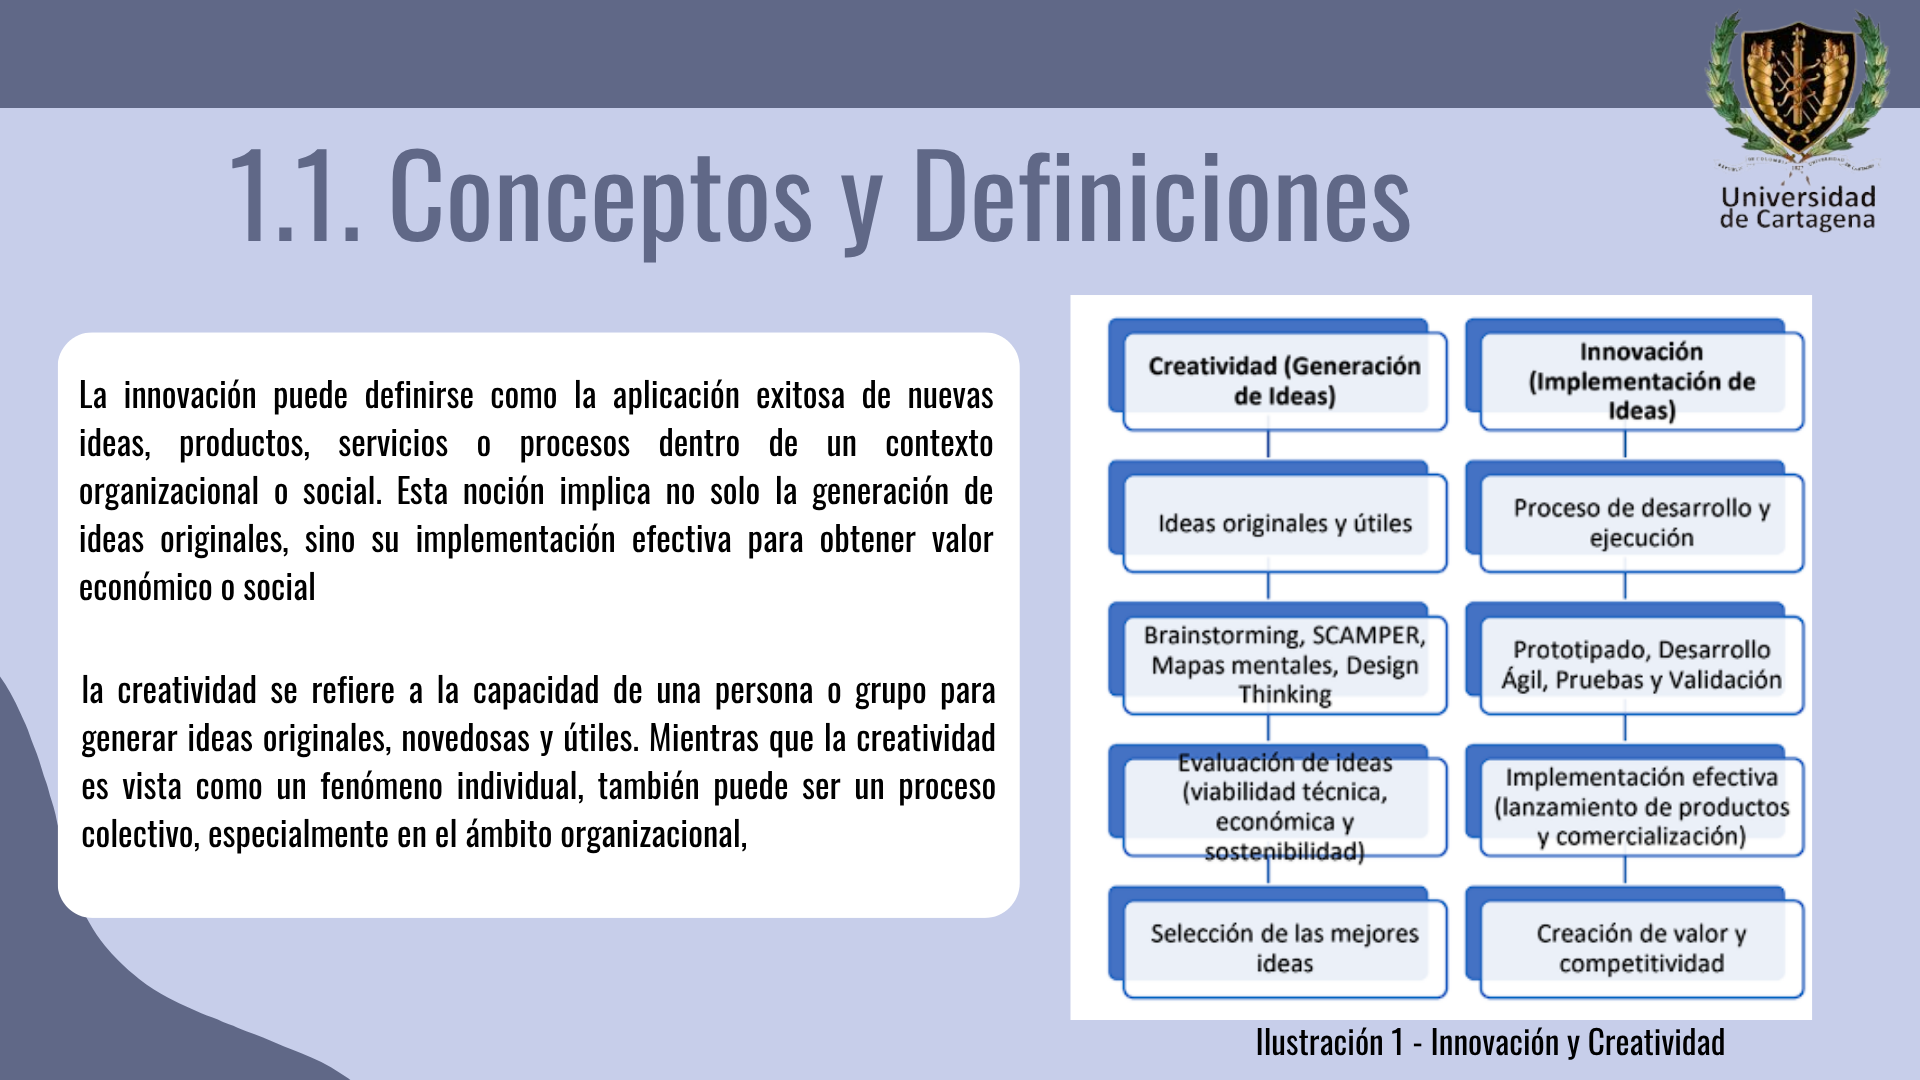 Universidad
de Cartagena
1.1. Conceptos y Definiciones
La innovación puede definirse como la aplicación exitosa de nuevas
ideas, productos, servicios o procesos dentro de un contexto
organizacional o social. Esta noción implica no solo la generación de
ideas originales, sino su implementación efectiva para obtener valor
económico o social
la creatividad se refiere a la capacidad de una persona o grupo para
generar ideas originales, novedosas y útiles. Mientras que la creatividad
es vista como un fenómeno individual, también puede ser un proceso
colectivo, especialmente en el ámbito organizacional,
Creatividad (Generación
de Ideas)
Ideas originales y útiles
Brainstorming, SCAMPER,
Mapas mentales, Design
Thinking
Evaluación de ideas
(viabilidad técnica,
económica y
sostenibilidad)
Selección de las mejores
ideas
Innovación
(Implementación de
Ideas)
Proceso de desarrollo y
ejecución
Prototipado, Desarrollo
Ágil, Pruebas y Validación
Implementación efectiva
(lanzamiento de productos
y comercialización)
Creación de valor y
competitividad
Ilustración 1 - Innovación y Creatividad